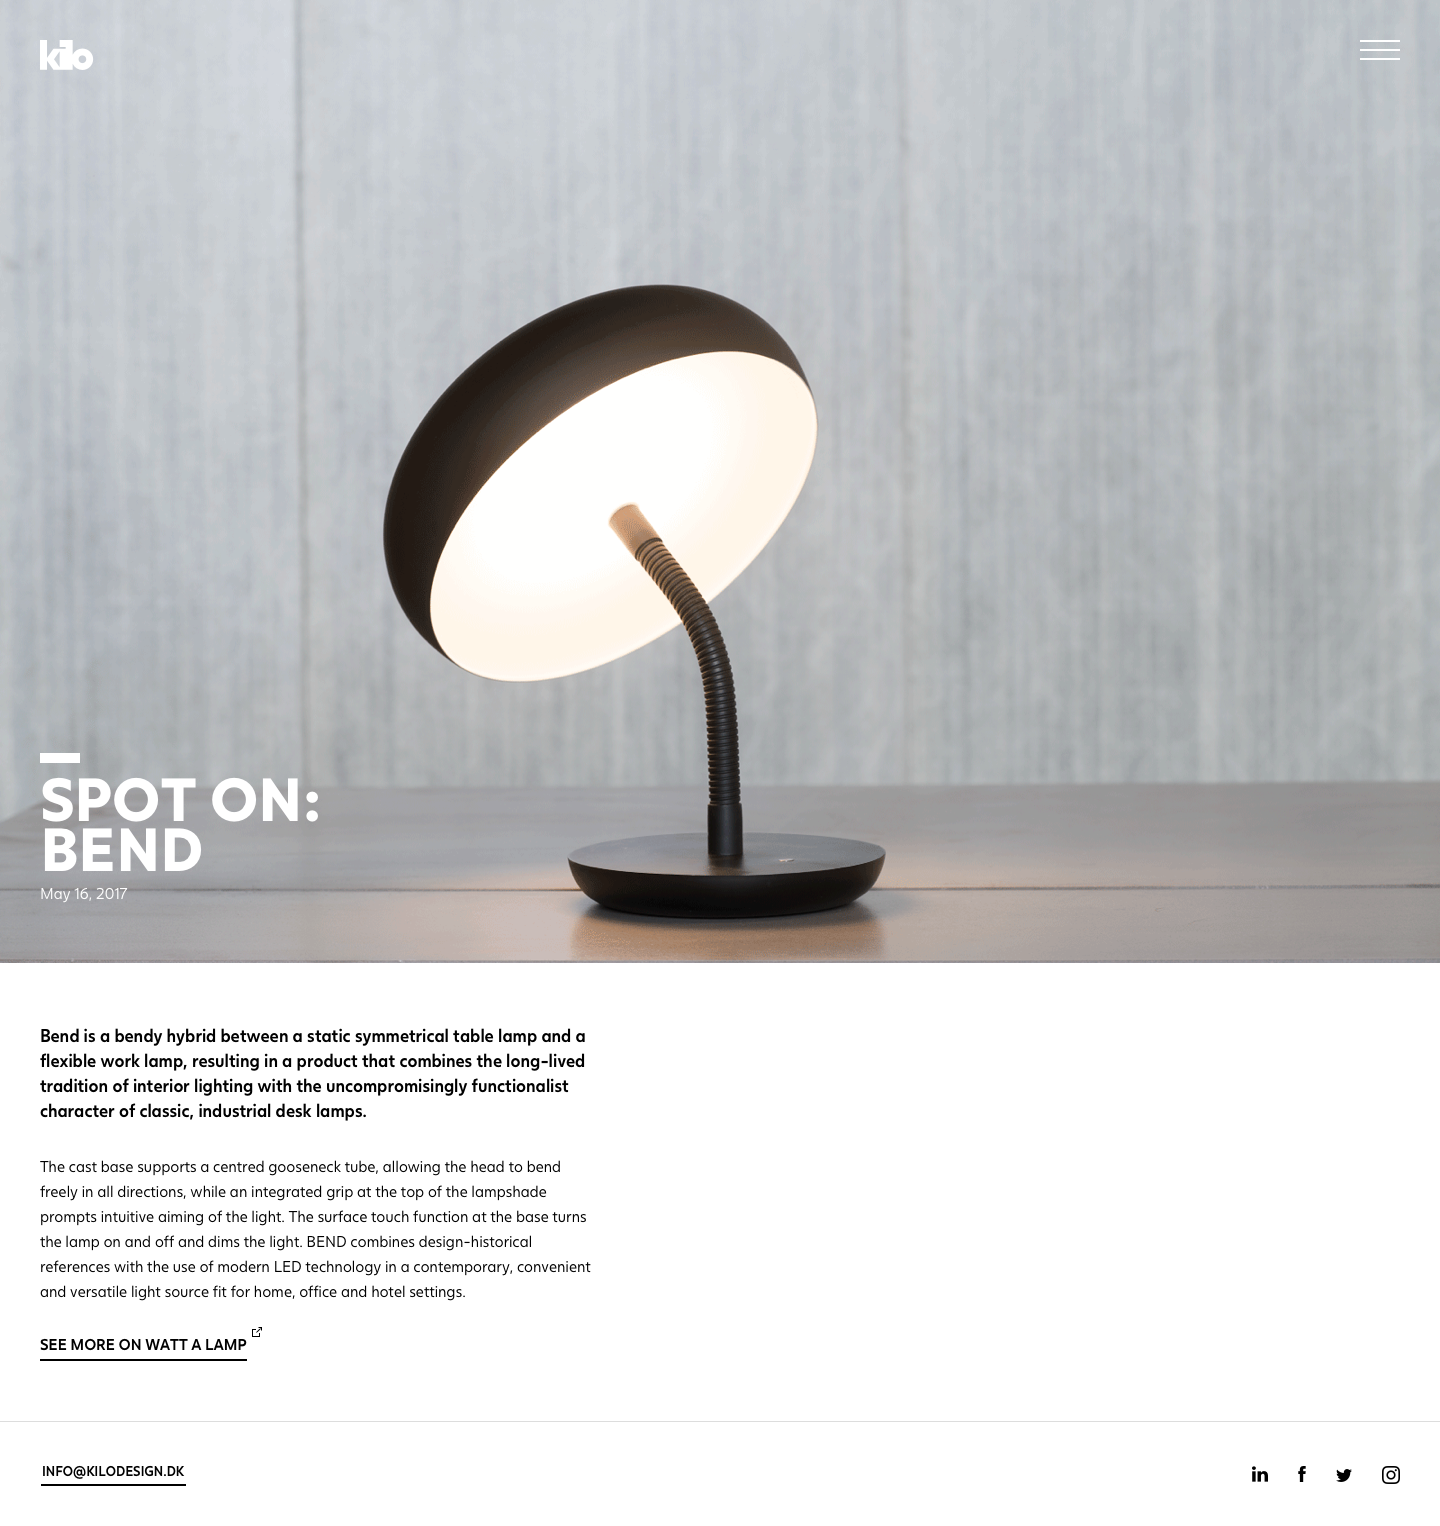 kilo
SPOT ON:
BEND
May 16, 2017
Bend is a bendy hybrid between a static symmetrical table lamp and a
flexible work lamp, resulting in a product that combines the long-lived
tradition of interior lighting with the uncompromisingly functionalist
character of classic, industrial desk lamps.
The cast base supports a centred gooseneck tube, allowing the head to bend
freely in all directions, while an integrated grip at the top of the lampshade
prompts intuitive aiming of the light. The surface touch function at the base turns
the lamp on and off and dims the light. BEND combines design-historical
references with the use of modern LED technology in a contemporary, convenient
and versatile light source fit for home, office and hotel settings.
SEE MORE ON WATT A LAMP
INFO@KILODESIGN.DK